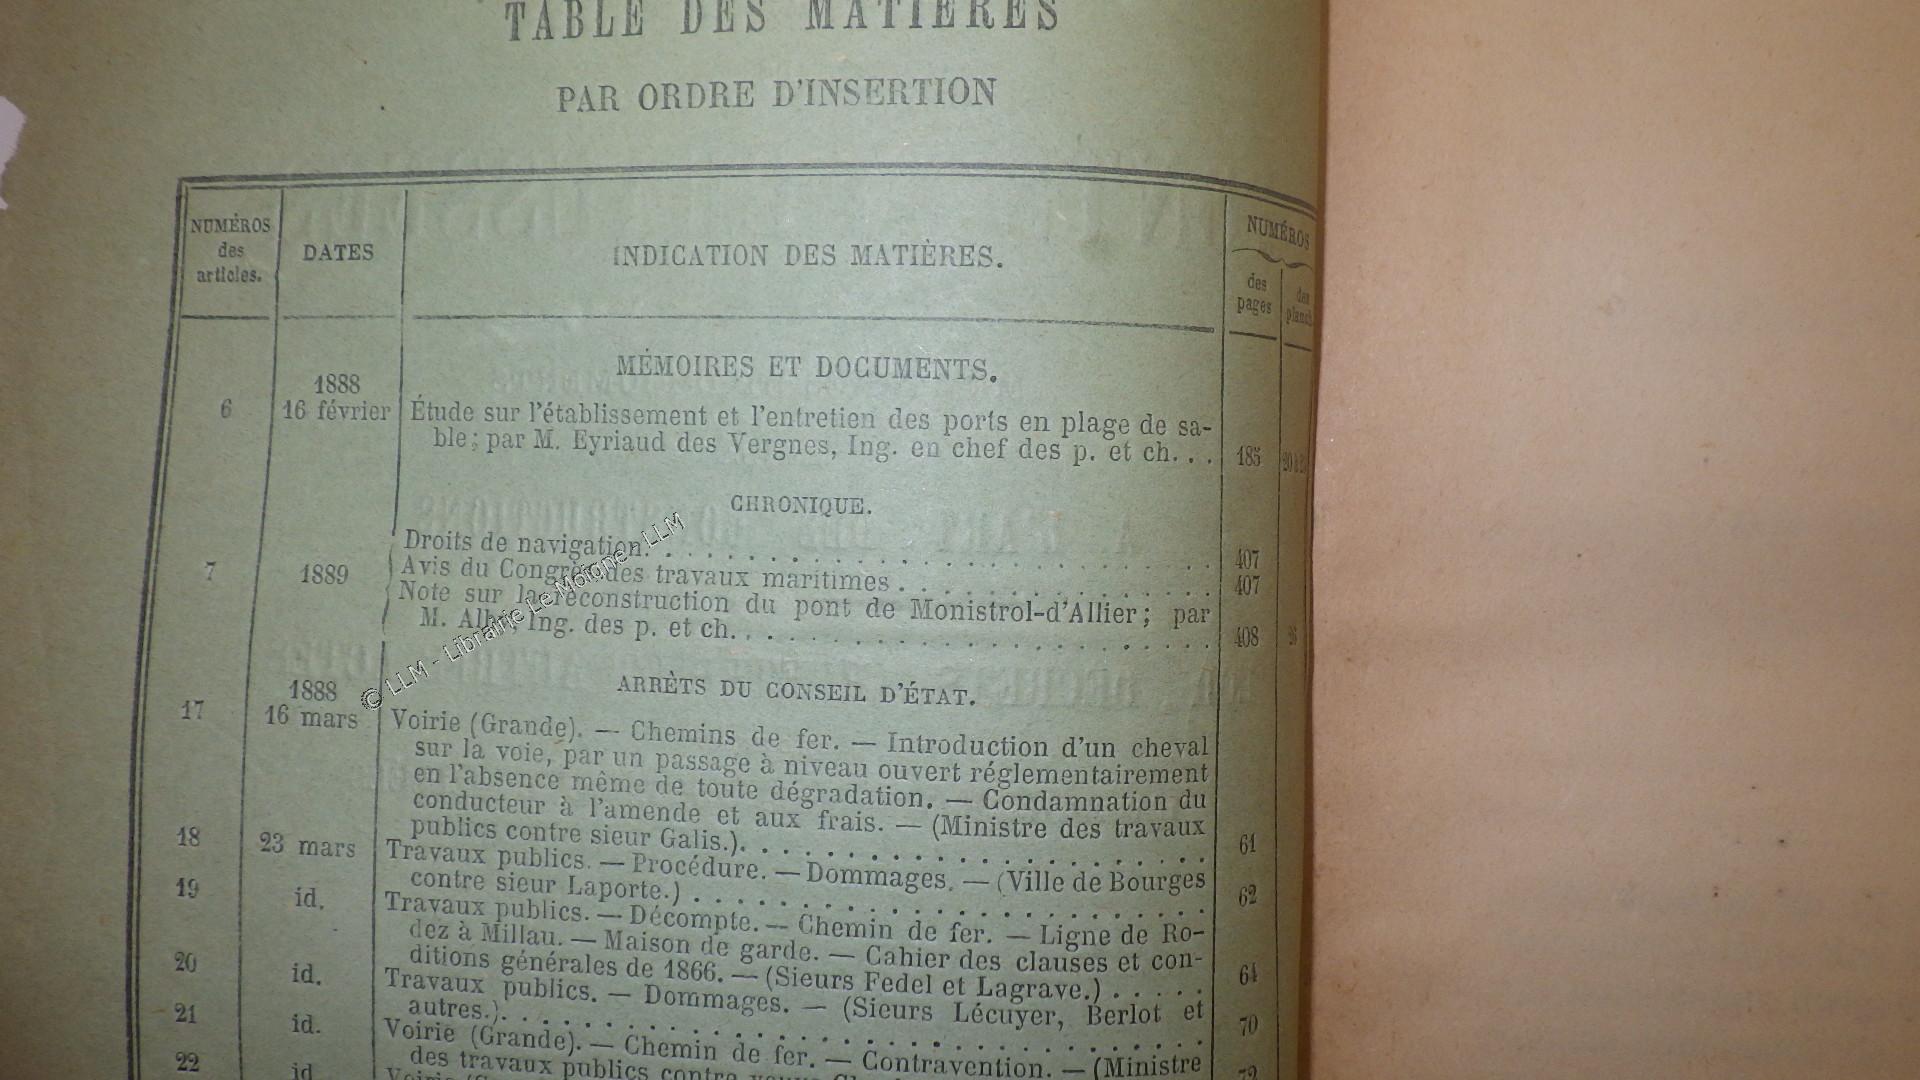 TABLE DES MATIÈRES
PAR ORDRE D'INSERTION
NUMÉROS des articles.
DATES
INDICATION DES MATIÈRES.
NUMÉROS
des pages
des
MÉMOIRES ET DOCUMENTS.
1888
6 16 février Étude sur l'établissement et l'entretien des ports en plage de sa-
ble; par M. Eyriaud des Vergnes, Ing. en chef des p. et ch. . . 185
CHRONIQUE.
Droits de navigation. . . . . . . . . . . . . . . . . . . . 407
7 1889 Avis du Congrès des travaux maritimes . . . . . . . . . . . . 407
Note sur la reconstruction du pont de Monistrol-d'Allier; par
M. Alby, Ing. des p. et ch. . . . . . . . . . . . . . . . . . 408
© LLM - Librairie Le Moigne - LLM
ARRÊTS DU CONSEIL D'ÉTAT.
1888
17 16 mars Voirie (Grande). — Chemins de fer. — Introduction d'un cheval
sur la voie, par un passage à niveau ouvert réglementairement
en l'absence même de toute dégradation. — Condamnation du
conducteur à l'amende et aux frais. — (Ministre des travaux
publics contre sieur Galis.). . . . . . . . . . . . . . . . . 61
18 23 mars Travaux publics. — Procédure. — Dommages. — (Ville de Bourges
contre sieur Laporte.) . . . . . . . . . . . . . . . . . . . 62
19 id. Travaux publics. — Décompte. — Chemin de fer. — Ligne de Ro-
dez à Millau. — Maison de garde. — Cahier des clauses et con-
ditions générales de 1866. — (Sieurs Fedel et Lagrave.) . . . . . 64
20 id. Travaux publics. — Dommages. — (Sieurs Lécuyer, Berlot et
autres.). . . . . . . . . . . . . . . . . . . . . . . . . . 70
21 id. Voirie (Grande). — Chemin de fer. — Contravention. — (Ministre
des travaux publics contre veuve 72
22 id